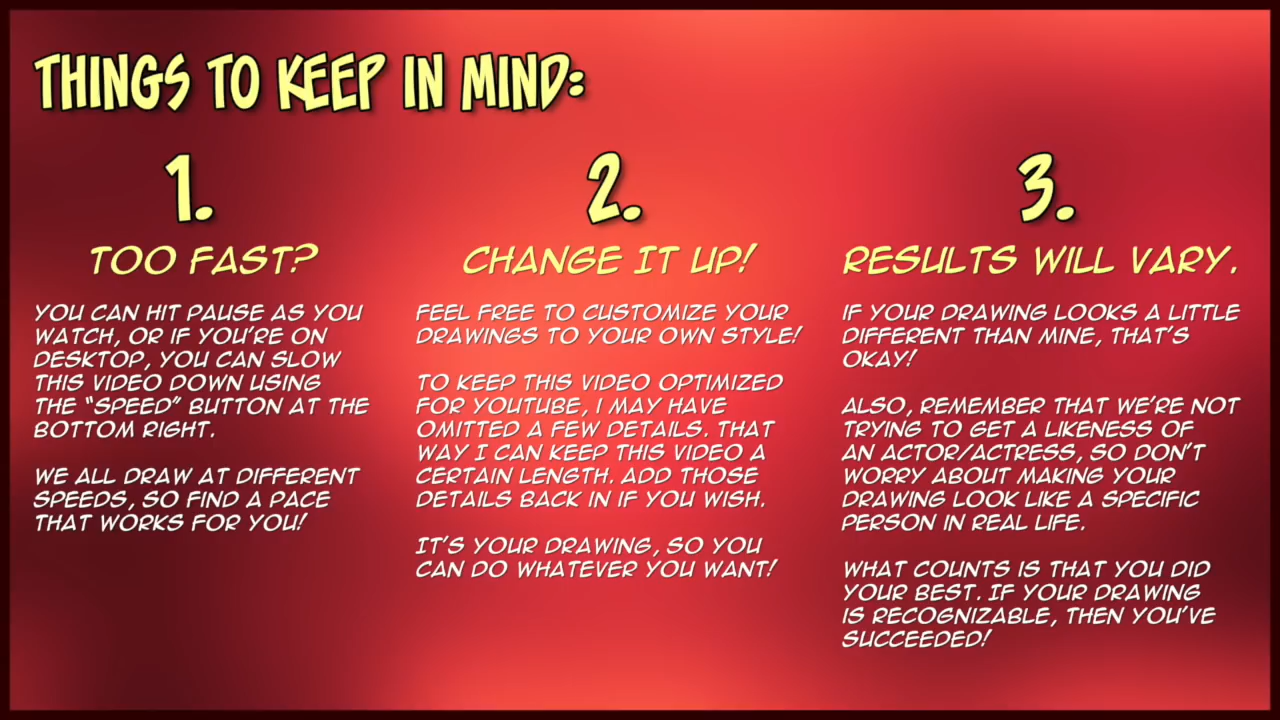 THINGS TO KEEP IN MIND:
1.
TOO FAST?
YOU CAN HIT PAUSE AS YOU
WATCH, OR IF YOU'RE ON
DESKTOP, YOU CAN SLOW
THIS VIDEO DOWN USING
THE "SPEED" BUTTON AT THE
BOTTOM RIGHT.
WE ALL DRAW AT DIFFERENT
SPEEDS, SO FIND A PACE
THAT WORKS FOR YOU!
2.
CHANGE IT UP!
FEEL FREE TO CUSTOMIZE YOUR
DRAWINGS TO YOUR OWN STYLE!
TO KEEP THIS VIDEO OPTIMIZED
FOR YOUTUBE, I MAY HAVE
OMITTED A FEW DETAILS. THAT
WAY I CAN KEEP THIS VIDEO A
CERTAIN LENGTH. ADD THOSE
DETAILS BACK IN IF YOU WISH.
IT'S YOUR DRAWING, SO YOU
CAN DO WHATEVER YOU WANT!
3.
RESULTS WILL VARY.
IF YOUR DRAWING LOOKS A LITTLE
DIFFERENT THAN MINE, THAT'S
OKAY!
ALSO, REMEMBER THAT WE'RE NOT
TRYING TO GET A LIKENESS OF
AN ACTOR/ACTRESS, SO DON'T
WORRY ABOUT MAKING YOUR
DRAWING LOOK LIKE A SPECIFIC
PERSON IN REAL LIFE.
WHAT COUNTS IS THAT YOU DID
YOUR BEST. IF YOUR DRAWING
IS RECOGNIZABLE, THEN YOU'VE
SUCCEEDED!